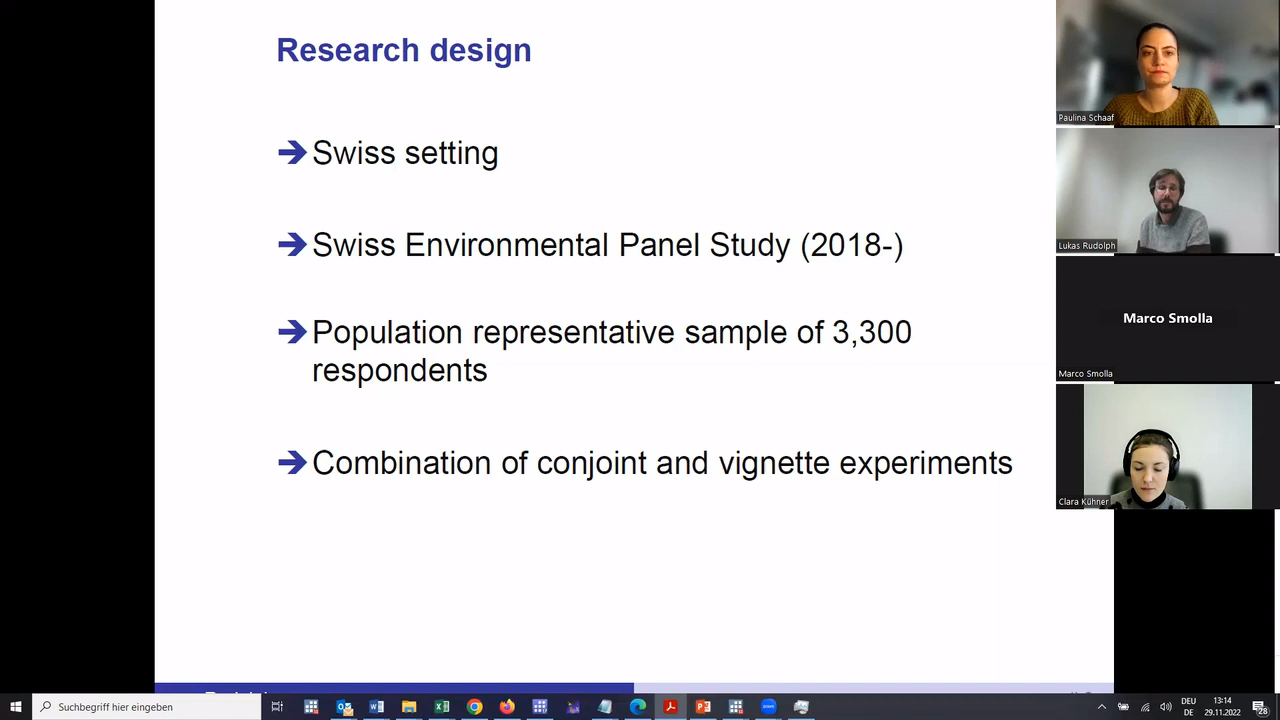 Research design
Swiss setting
Swiss Environmental Panel Study (2018-)
Population representative sample of 3,300
respondents
Combination of conjoint and vignette experiments
Paulina Schaaf
Lukas Rudolph
Marco Smolla
Marco Smolla
Clara Kühner
Suchbegriff hier eingeben
DEU
DE
13:14
29.11.2022
28